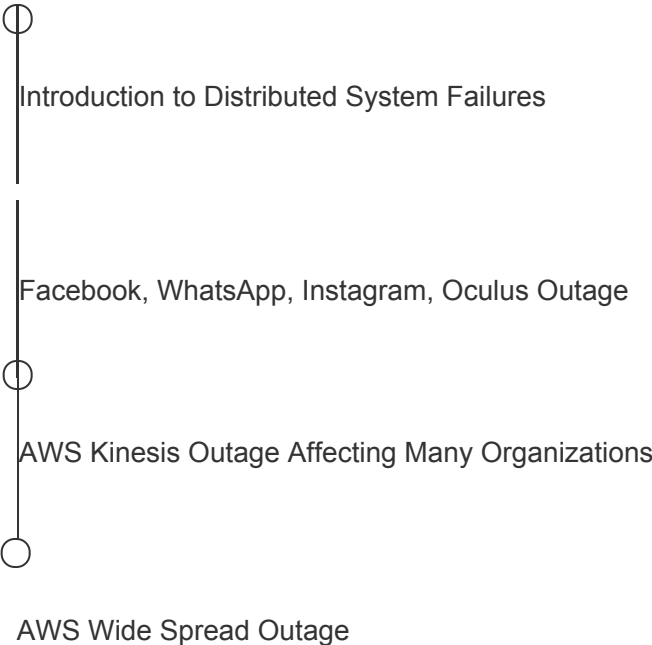 Introduction to Distributed System Failures
Facebook, WhatsApp, Instagram, Oculus Outage
AWS Kinesis Outage Affecting Many Organizations
AWS Wide Spread Outage